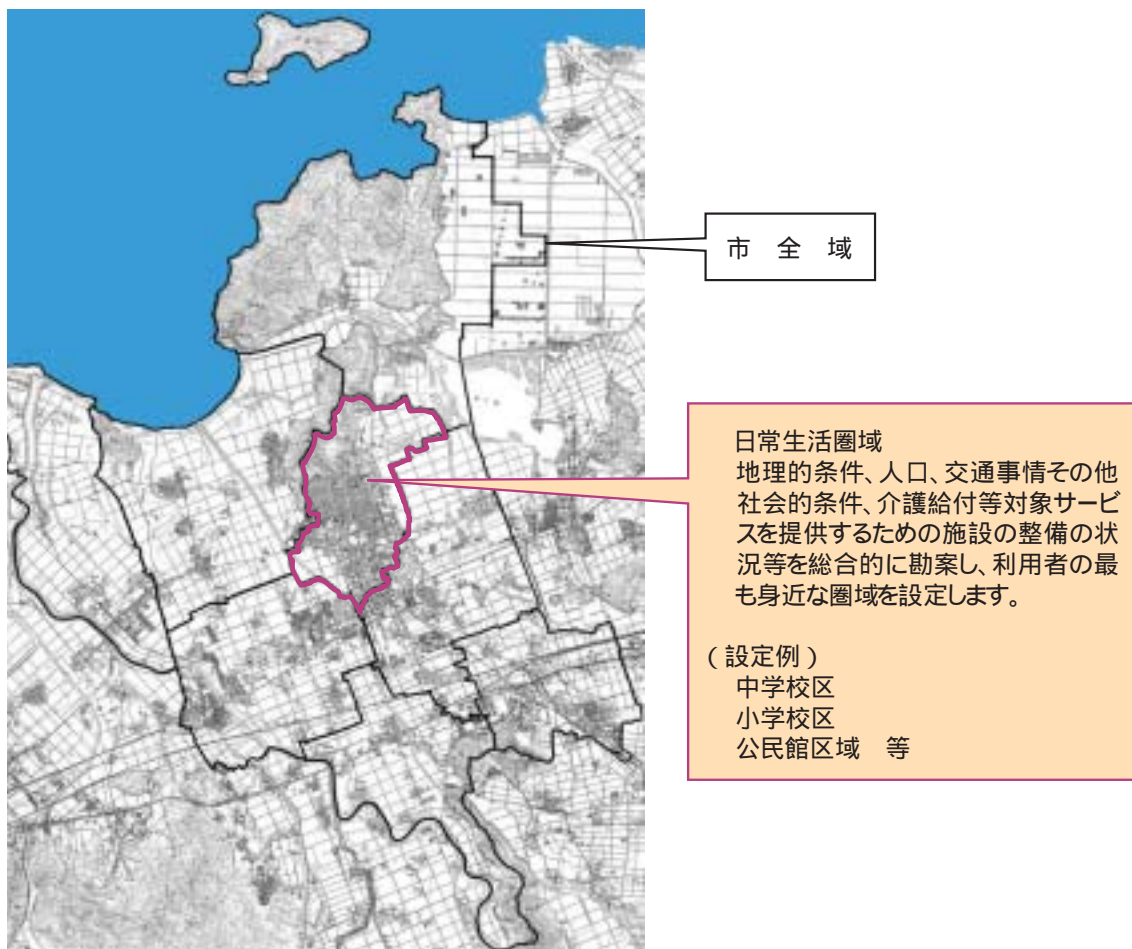 市　全　域
日常生活圏域
地理的条件、人口、交通事情その他
社会的条件、介護給付等対象サービ
スを提供するための施設の整備の状
況等を総合的に勘案し、利用者の最
も身近な圏域を設定します。
(設定例)
中学校区
小学校区
公民館区域　等